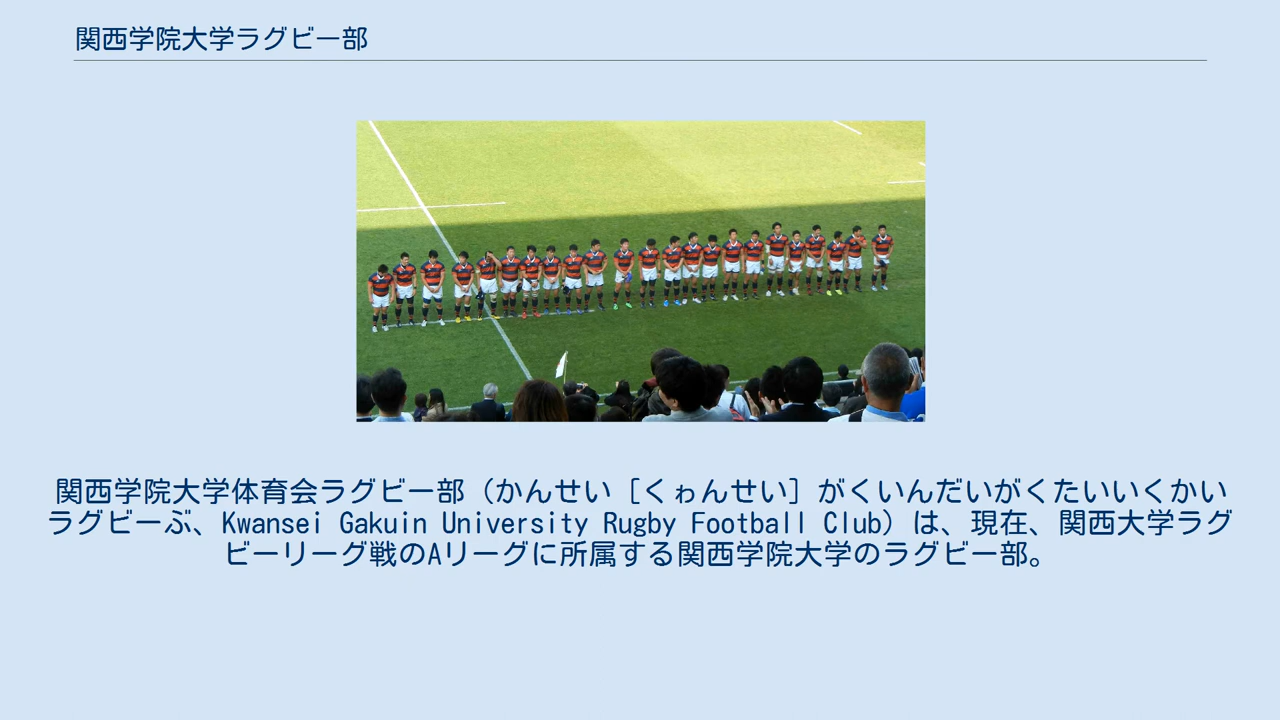 関西学院大学ラグビー部
関西学院大学体育会ラグビー部（かんせい［くゎんせい］がくいんだいがくたいいくかい
ラグビーぶ、Kwansei Gakuin University Rugby Football Club）は、現在、関西大学ラグ
ビーリーグ戦のAリーグに所属する関西学院大学のラグビー部。